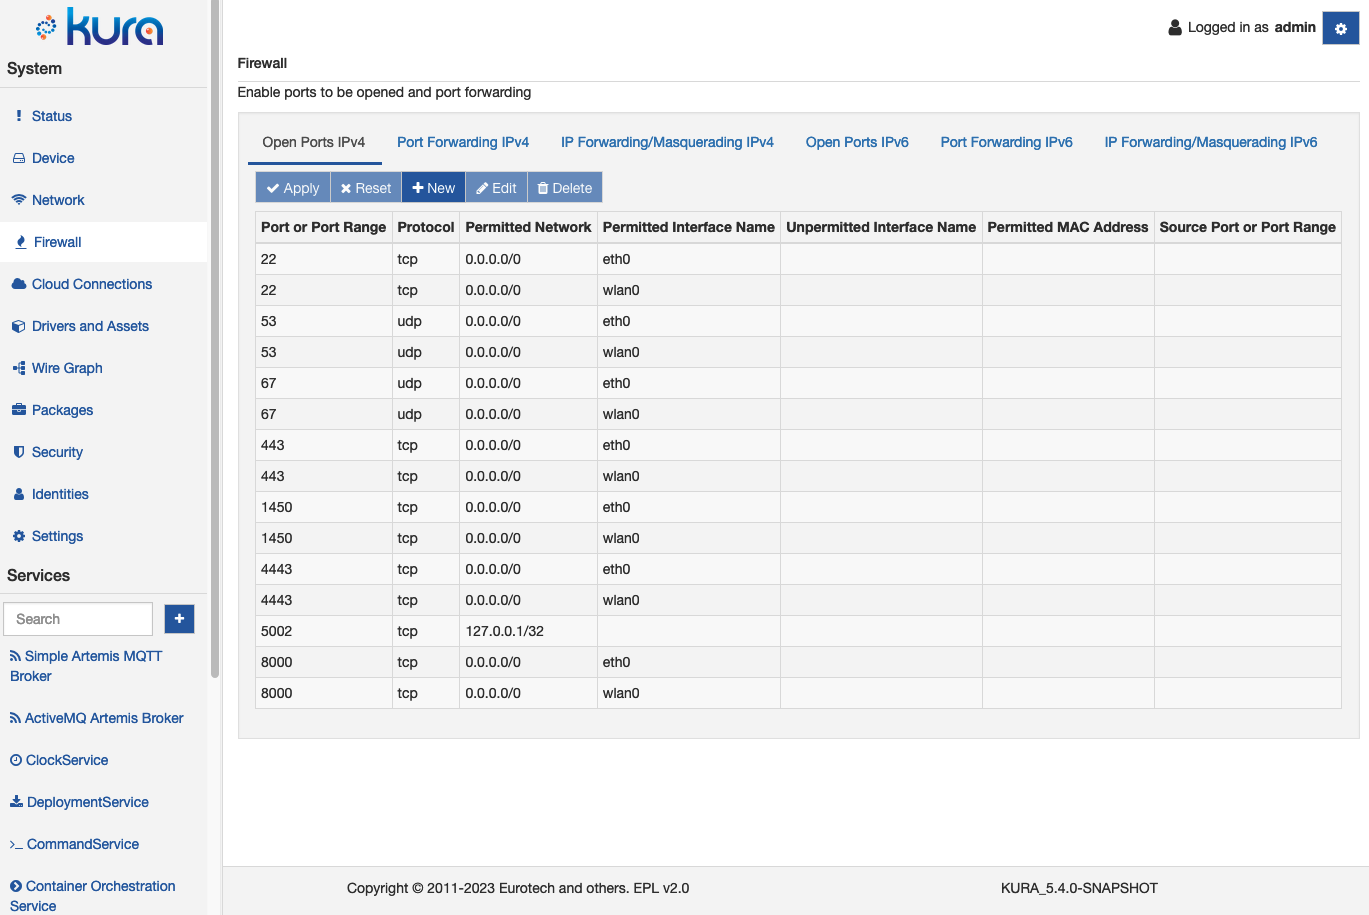 kura
System
Status
Device
Network
Firewall
Cloud Connections
Drivers and Assets
Wire Graph
Packages
Security
Identities
Settings
Services
Search
Simple Artemis MQTT
Broker
ActiveMQ Artemis Broker
ClockService
DeploymentService
CommandService
Container Orchestration
Service
Logged in as admin
Firewall
Enable ports to be opened and port forwarding
Open Ports IPv4 Port Forwarding IPv4 IP Forwarding/Masquerading IPv4 Open Ports IPv6 Port Forwarding IPv6 IP Forwarding/Masquerading IPv6
Apply Reset New Edit Delete
Port or Port Range Protocol Permitted Network Permitted Interface Name Unpermitted Interface Name Permitted MAC Address Source Port or Port Range
22 tcp 0.0.0.0/0 eth0
22 tcp 0.0.0.0/0 wlan0
53 udp 0.0.0.0/0 eth0
53 udp 0.0.0.0/0 wlan0
67 udp 0.0.0.0/0 eth0
67 udp 0.0.0.0/0 wlan0
443 tcp 0.0.0.0/0 eth0
443 tcp 0.0.0.0/0 wlan0
1450 tcp 0.0.0.0/0 eth0
1450 tcp 0.0.0.0/0 wlan0
4443 tcp 0.0.0.0/0 eth0
4443 tcp 0.0.0.0/0 wlan0
5002 tcp 127.0.0.1/32
8000 tcp 0.0.0.0/0 eth0
8000 tcp 0.0.0.0/0 wlan0
Copyright © 2011-2023 Eurotech and others. EPL v2.0 KURA_5.4.0-SNAPSHOT